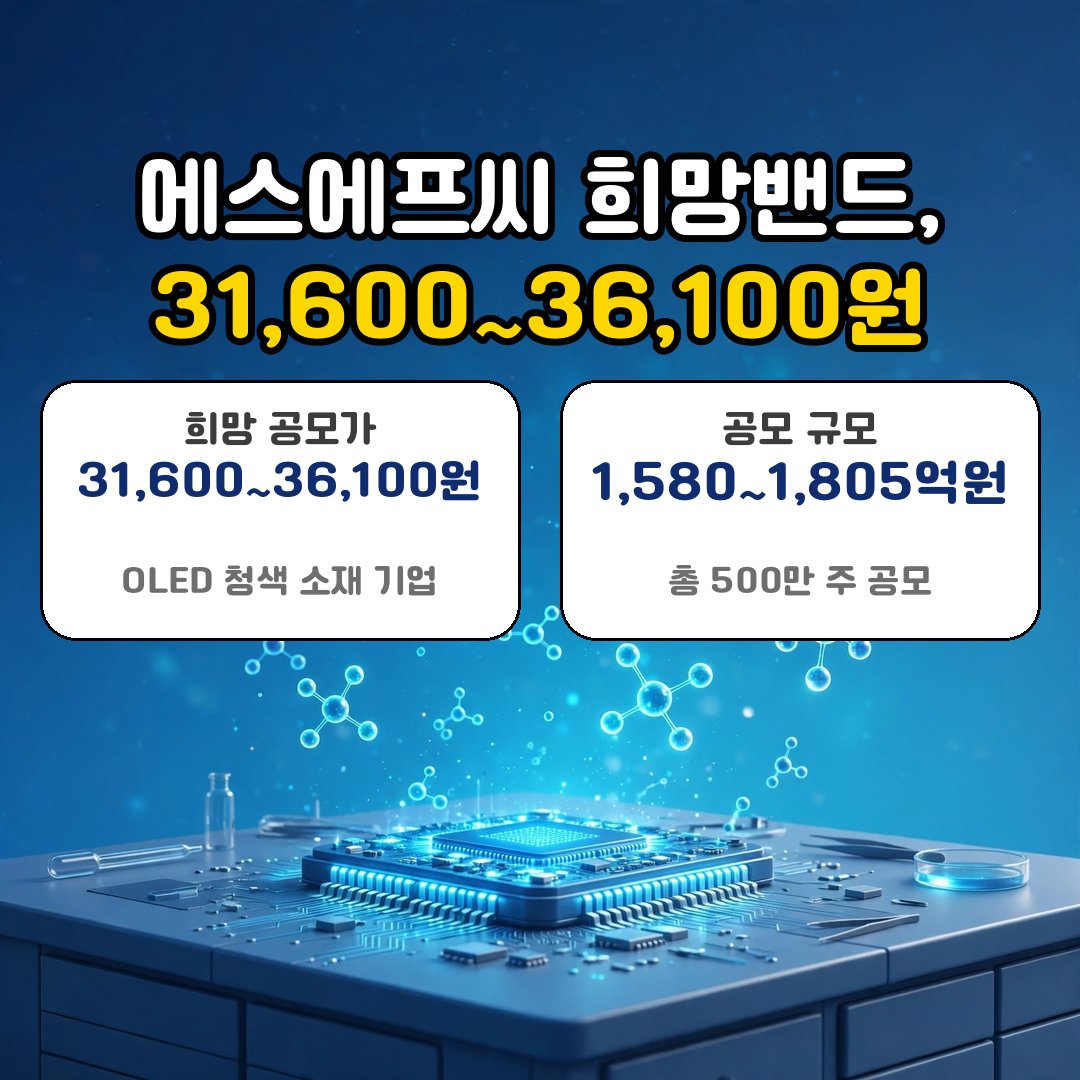 에스에프씨 희망밴드,
31,600~36,100원
희망 공모가
31,600~36,100원
OLED 청색 소재 기업
공모 규모
1,580~1,805억원
총 500만 주 공모